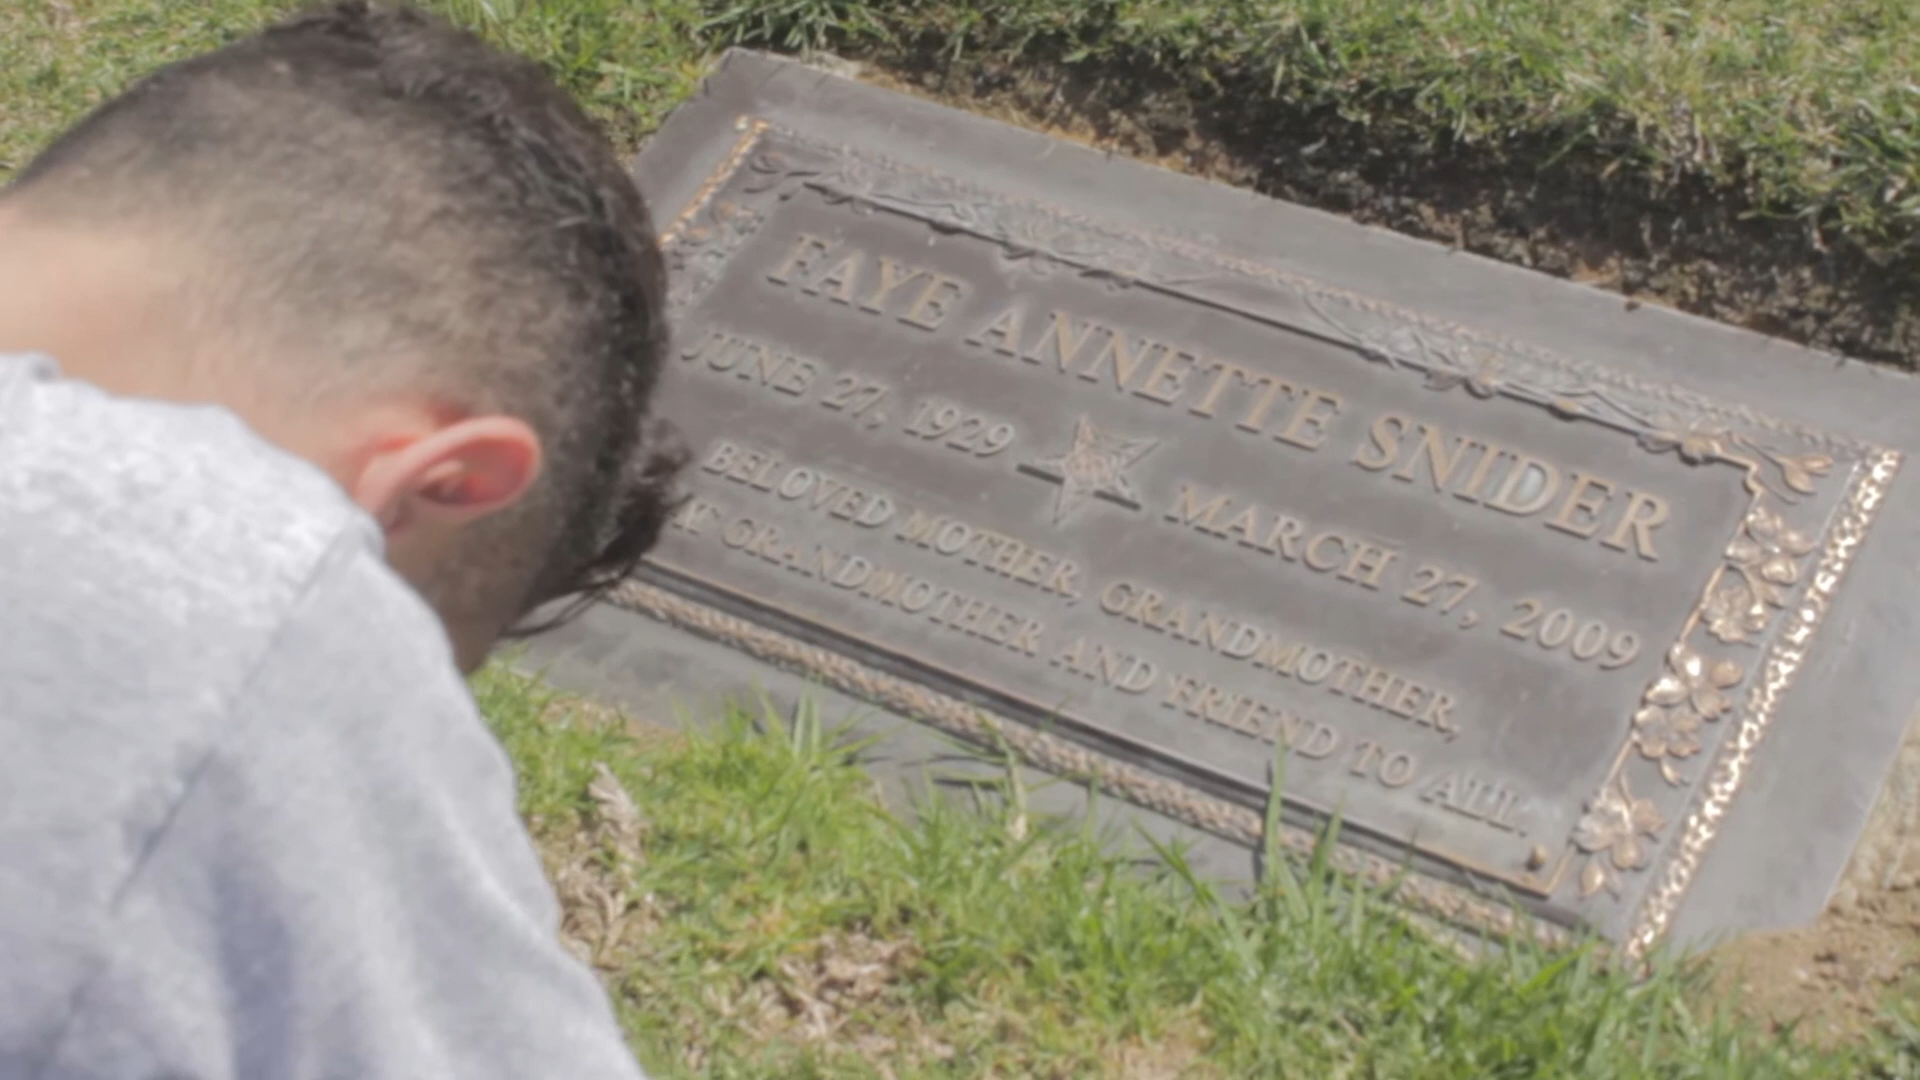 FAYE ANNETTE SNIDER
JUNE 27, 1929 MARCH 27, 2009
BELOVED MOTHER, GRANDMOTHER,
GRANDMOTHER AND FRIEND TO ALL.